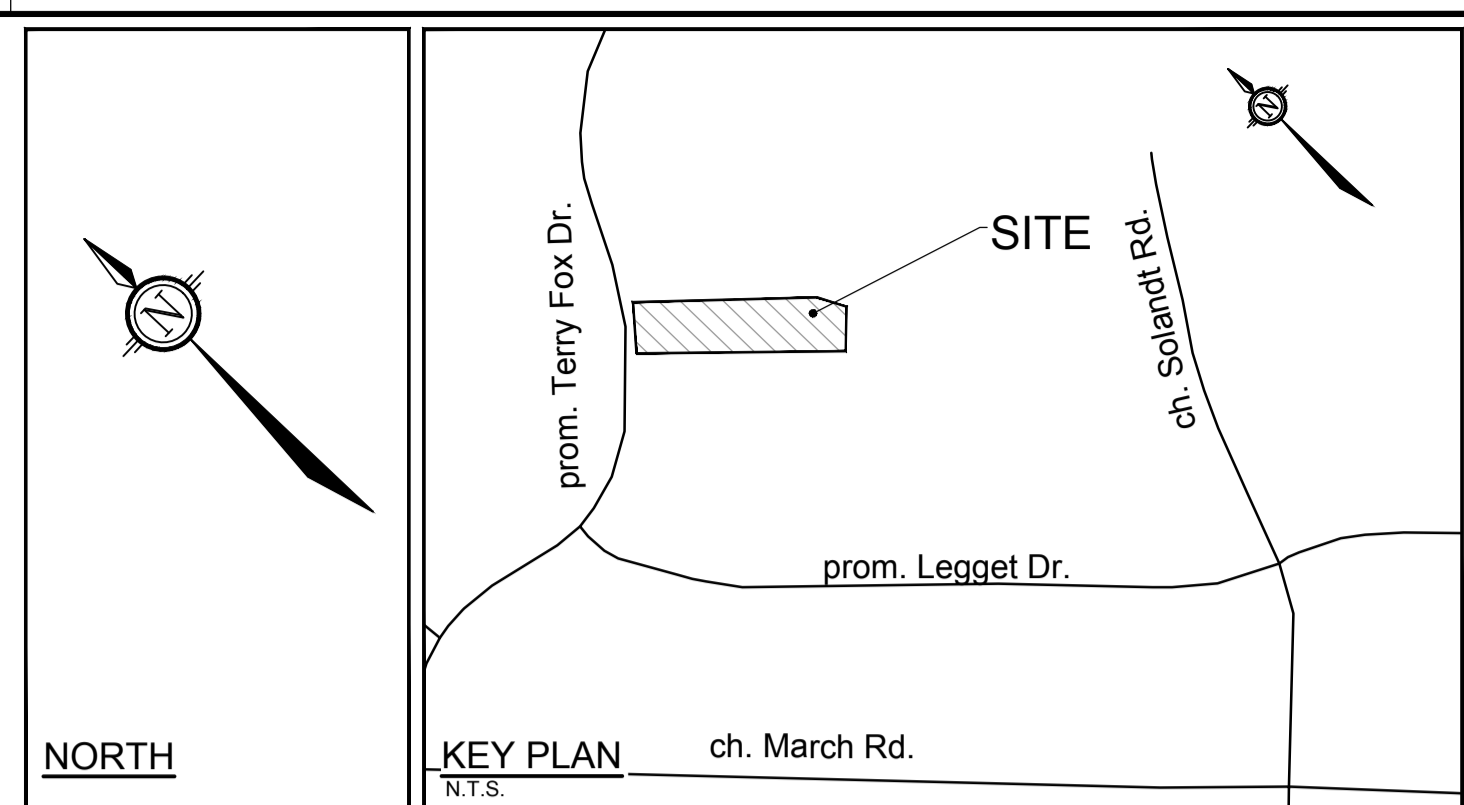 N
NORTH
N
SITE
prom. Terry Fox Dr.
ch. Solandt Rd.
prom. Legget Dr.
ch. March Rd.
KEY PLAN
N.T.S.